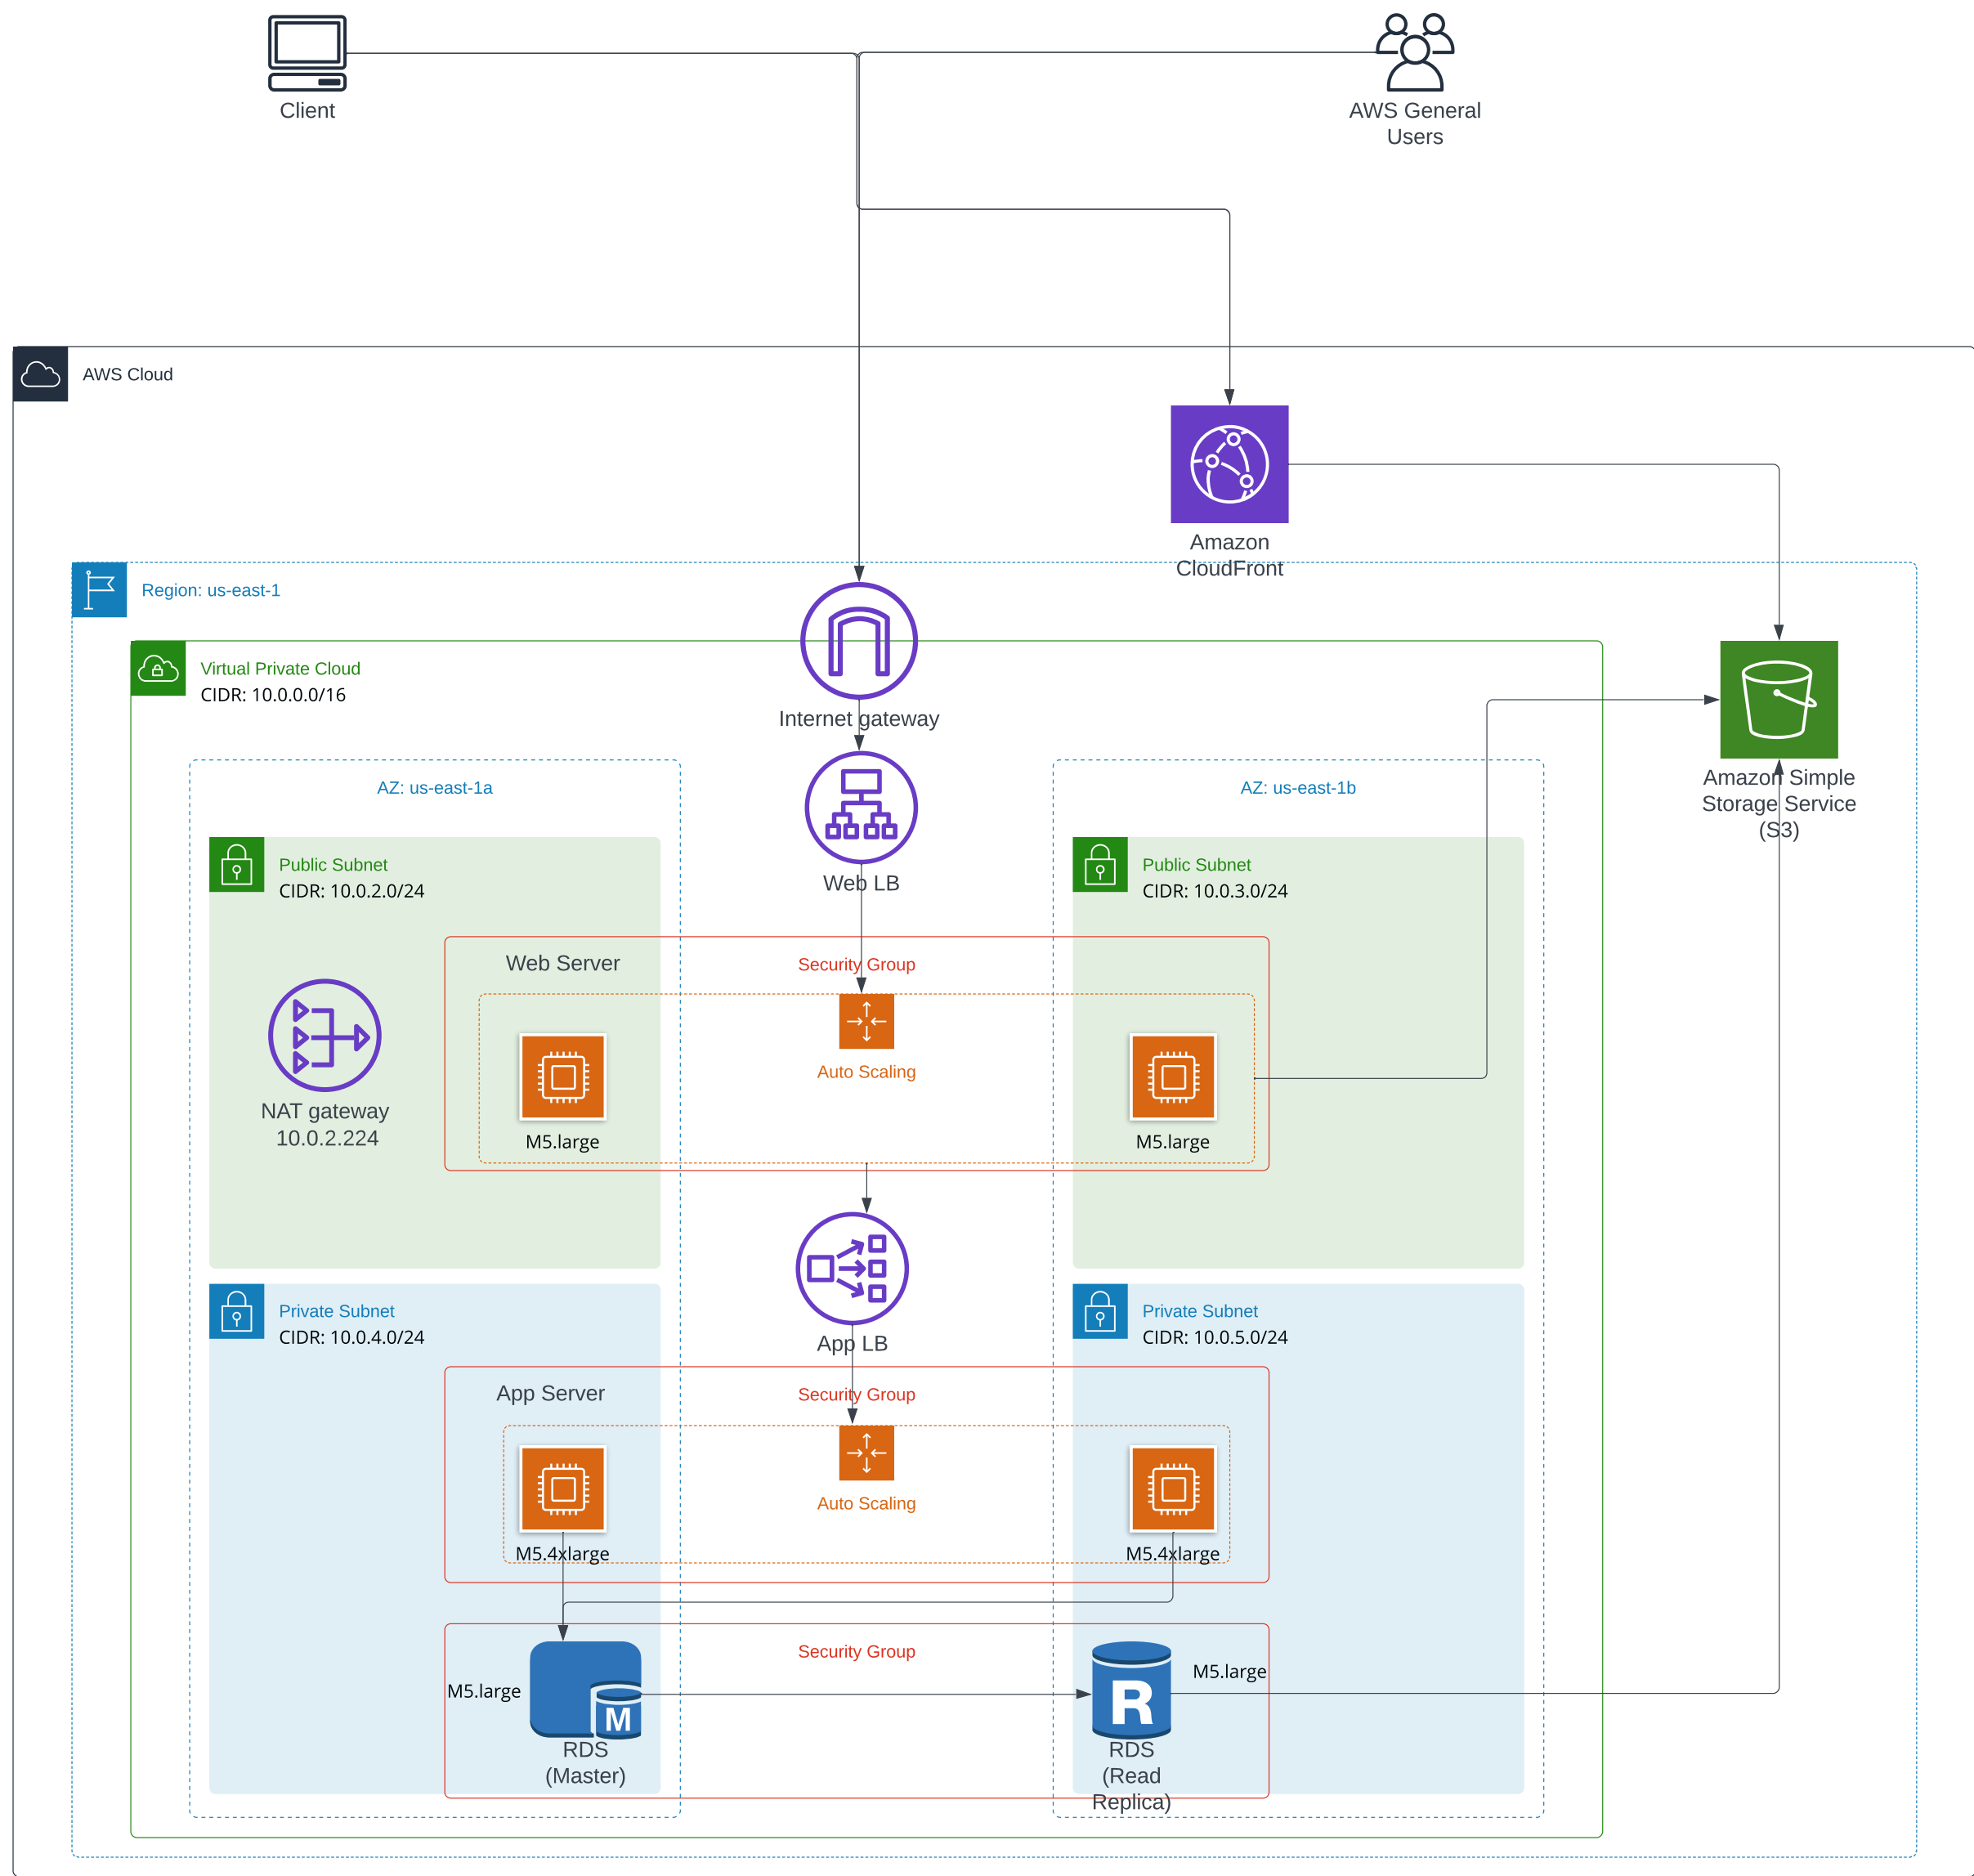 Client
AWS General
Users
AWS Cloud
Amazon
CloudFront
Region: us-east-1
Virtual Private Cloud
CIDR: 10.0.0.0/16
Internet gateway
Amazon Simple
Storage Service
(S3)
AZ: us-east-1a
AZ: us-east-1b
Public Subnet
CIDR: 10.0.2.0/24
Web LB
Public Subnet
CIDR: 10.0.3.0/24
Web Server
Security Group
Auto Scaling
NAT gateway
10.0.2.224
M5.large
M5.large
Private Subnet
CIDR: 10.0.4.0/24
App LB
Private Subnet
CIDR: 10.0.5.0/24
App Server
Security Group
Auto Scaling
M5.4xlarge
M5.4xlarge
Security Group
M5.large
M
RDS
(Master)
R
M5.large
RDS
(Read
Replica)